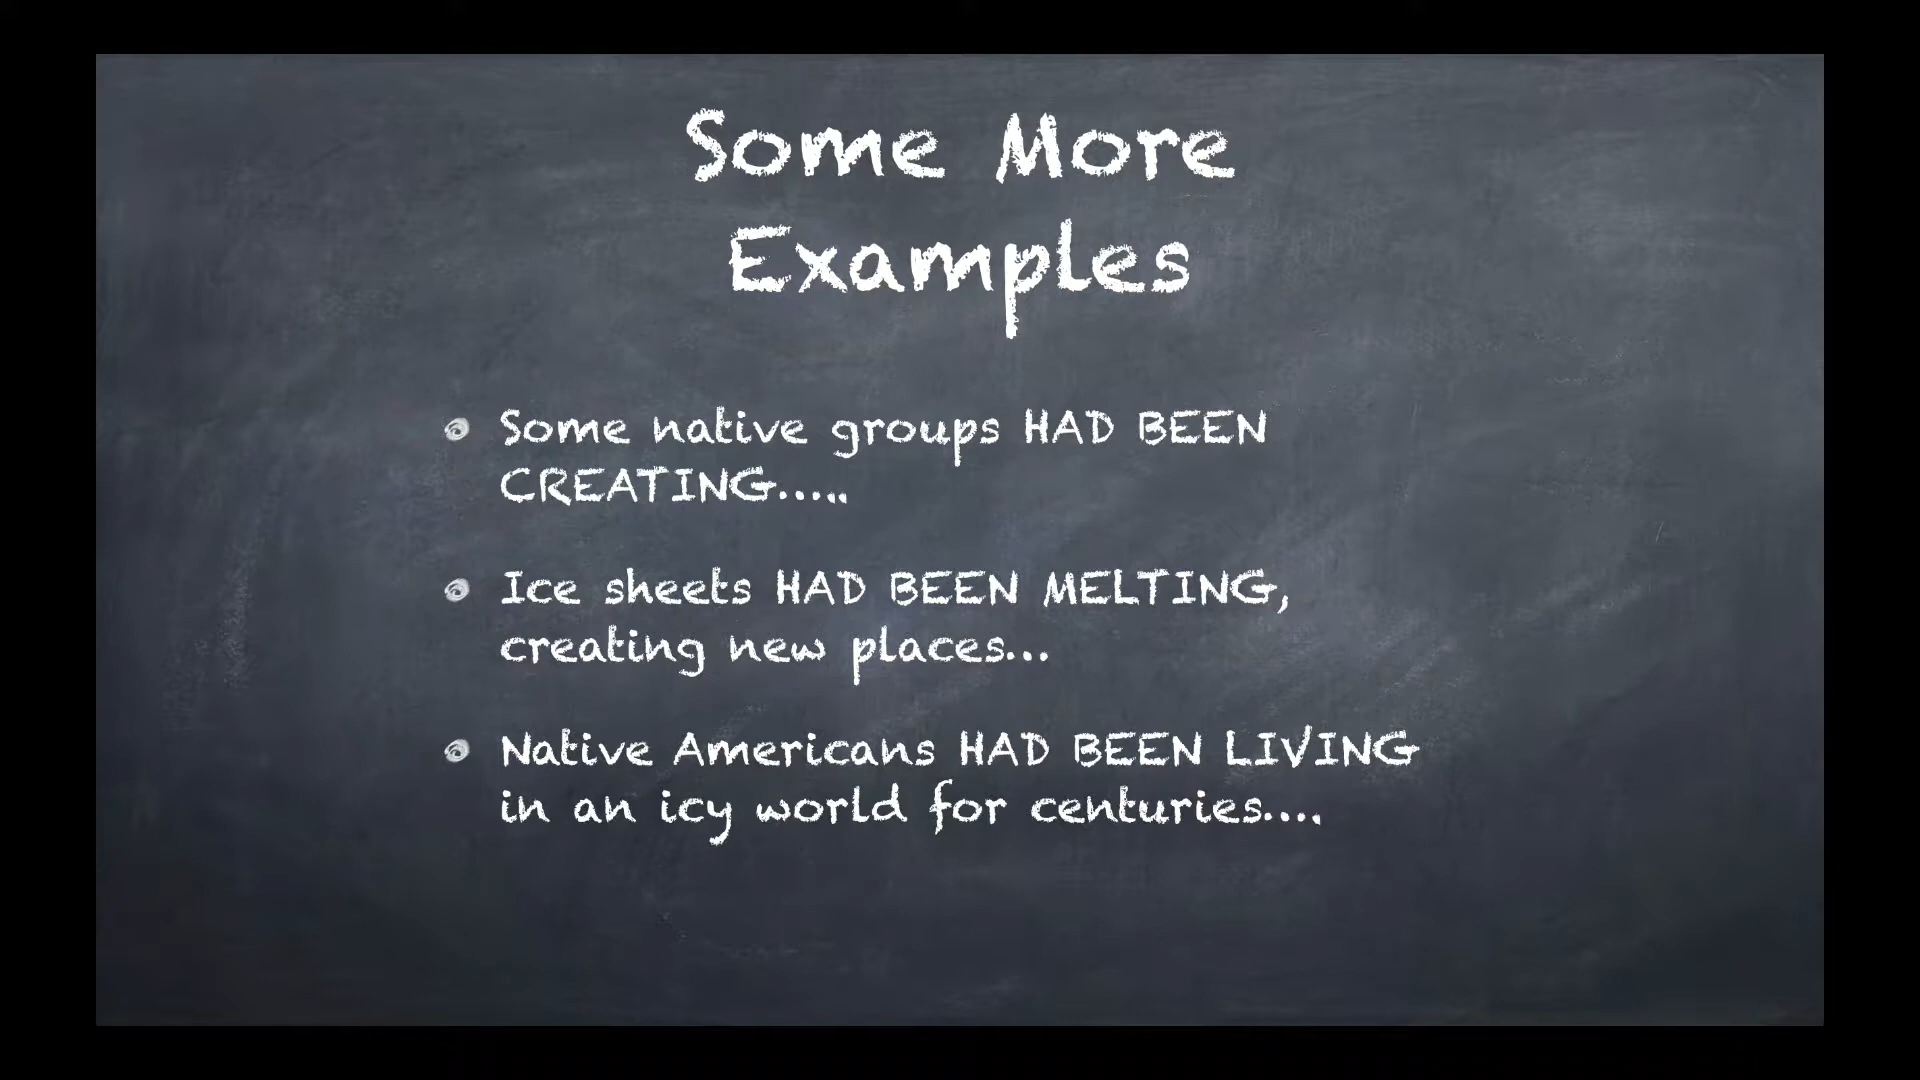 Some More
Examples
Some native groups HAD BEEN
CREATING.....
Ice sheets HAD BEEN MELTING,
creating new places...
Native Americans HAD BEEN LIVING
in an icy world for centuries....